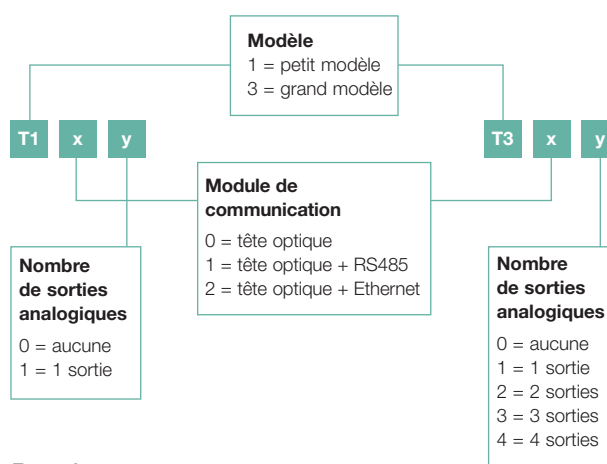 Modèle
1 = petit modèle
3 = grand modèle
T1 x y
T3 x y
Module de
communication
0 = tête optique
1 = tête optique + RS485
2 = tête optique + Ethernet
Nombre
de sorties
analogiques
0 = aucune
1 = 1 sortie
Nombre
de sorties
analogiques
0 = aucune
1 = 1 sortie
2 = 2 sorties
3 = 3 sorties
4 = 4 sorties